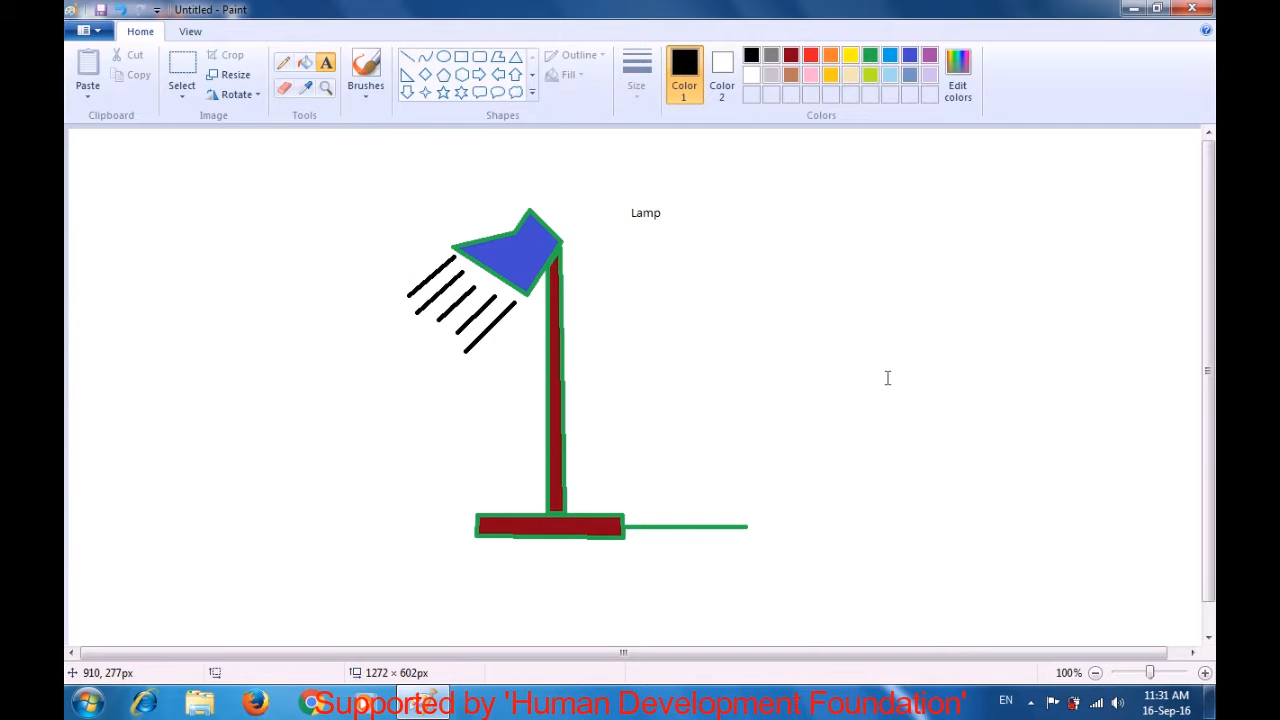 Untitled - Paint
Home View
Paste
Cut
Copy
Clipboard
Select
Crop
Resize
Rotate
Image
A
Tools
Brushes
Shapes
Outline
Fill
Size
Color 1
Color 2
Edit colors
Colors
Lamp
910, 277px
1272 × 602px
100%
Supported by 'Human Development Foundation'
EN
11:31 AM
16-Sep-16